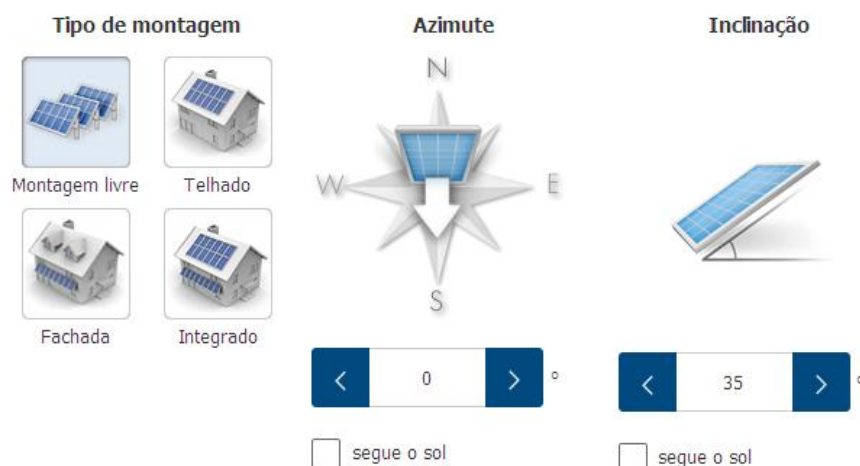 Tipo de montagem
Montagem livre
Telhado
Fachada
Integrado
Azimute
N
W
E
S
0
°
segue o sol
Inclinação
35
°
segue o sol